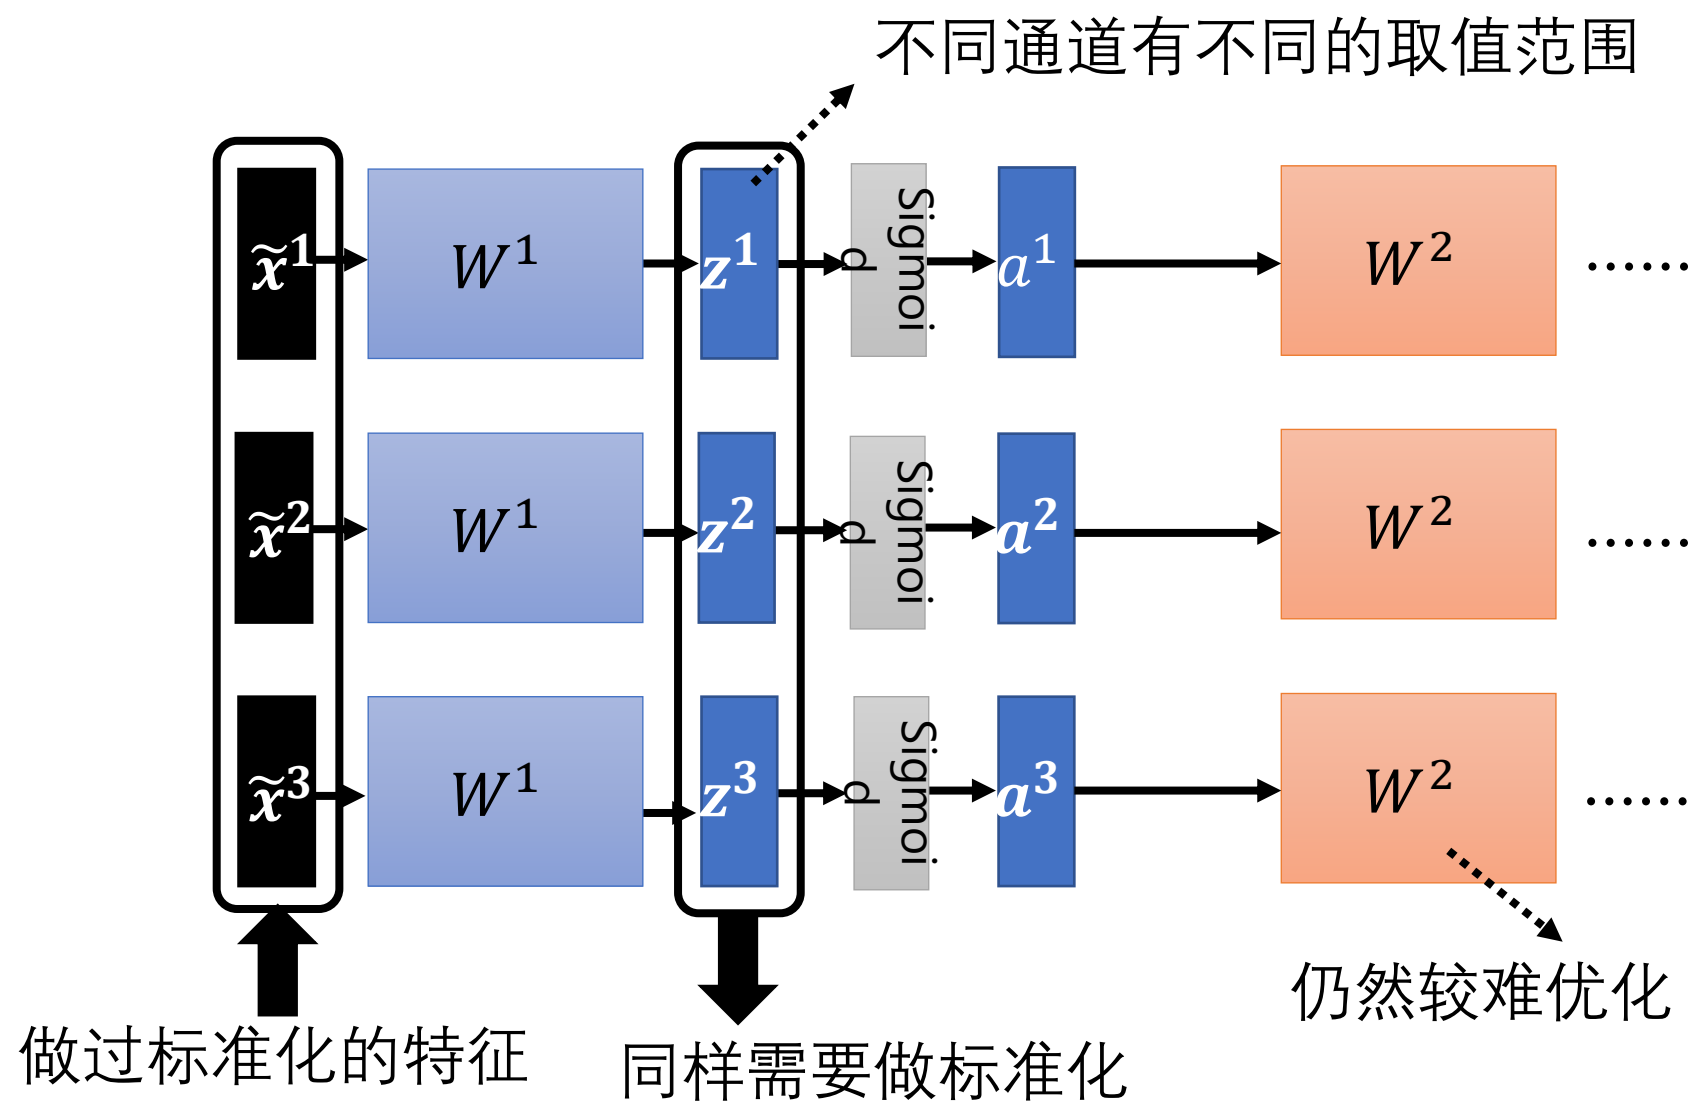 不同通道有不同的取值范围
x̃¹ W¹ z¹ Sigmoid a¹ W² ......
x̃² W¹ z² Sigmoid a² W² ......
x̃³ W¹ z³ Sigmoid a³ W² ......
仍然较难优化
做过标准化的特征
同样需要做标准化